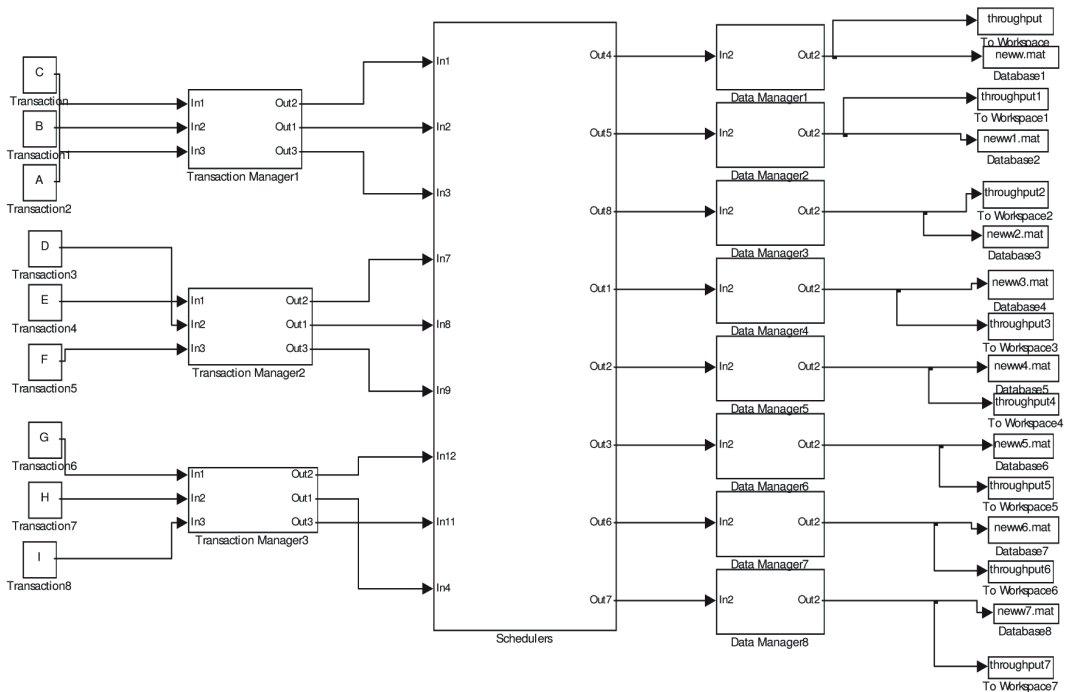 C
Transaction
B
Transaction1
A
Transaction2
D
Transaction3
E
Transaction4
F
Transaction5
G
Transaction6
H
Transaction7
I
Transaction8
In1 Out2
In2 Out1
In3 Out3
Transaction Manager1
In1 Out2
In2 Out1
In3 Out3
Transaction Manager2
In1 Out2
In2 Out1
In3 Out3
Transaction Manager3
In1
In2
In3
In7
In8
In9
In12
In11
In4
Out4
Out5
Out8
Out1
Out2
Out3
Out6
Out7
Schedulers
In2 Out2
Data Manager1
In2 Out2
Data Manager2
In2 Out2
Data Manager3
In2 Out2
Data Manager4
In2 Out2
Data Manager5
In2 Out2
Data Manager6
In2 Out2
Data Manager7
In2 Out2
Data Manager8
throughput
To Workspace
neww.mat
Database1
throughput1
To Workspace1
neww1.mat
Database2
throughput2
To Workspace2
neww2.mat
Database3
neww3.mat
Database4
throughput3
To Workspace3
neww4.mat
Database5
throughput4
To Workspace4
neww5.mat
Database6
throughput5
To Workspace5
neww6.mat
Database7
throughput6
To Workspace6
neww7.mat
Database8
throughput7
To Workspace7